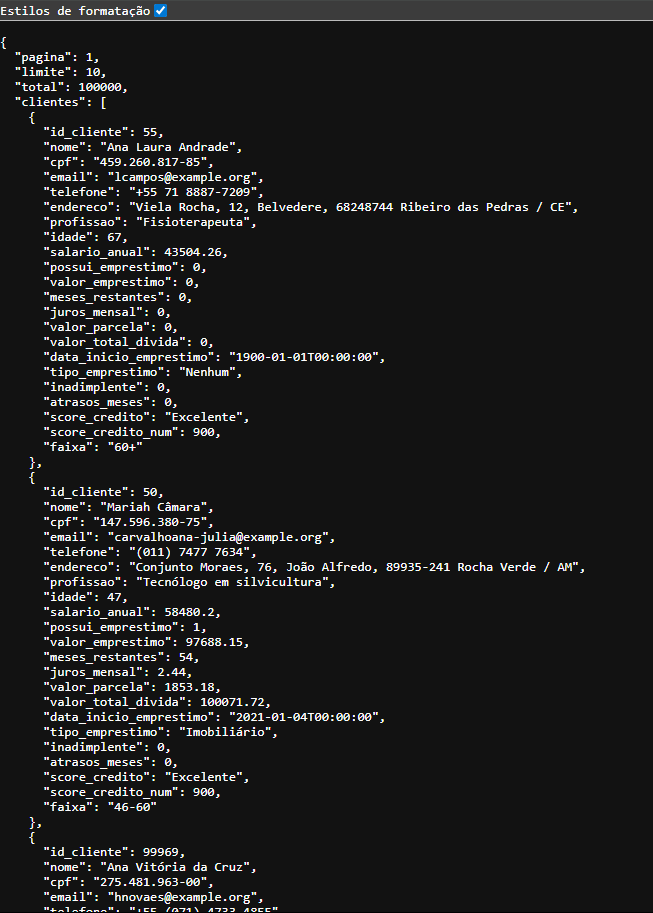 Estilos de formatação
{
"pagina": 1,
"limite": 10,
"total": 100000,
"clientes": [
{
"id_cliente": 55,
"nome": "Ana Laura Andrade",
"cpf": "459.260.817-85",
"email": "lcampos@example.org",
"telefone": "+55 71 8887-7209",
"endereco": "Viela Rocha, 12, Belvedere, 68248744 Ribeiro das Pedras / CE",
"profissao": "Fisioterapeuta",
"idade": 67,
"salario_anual": 43504.26,
"possui_emprestimo": 0,
"valor_emprestimo": 0,
"meses_restantes": 0,
"juros_mensal": 0,
"valor_parcela": 0,
"valor_total_divida": 0,
"data_inicio_emprestimo": "1900-01-01T00:00:00",
"tipo_emprestimo": "Nenhum",
"inadimplente": 0,
"atrasos_meses": 0,
"score_credito": "Excelente",
"score_credito_num": 900,
"faixa": "60+"
},
{
"id_cliente": 50,
"nome": "Mariah Câmara",
"cpf": "147.596.380-75",
"email": "carvalhoana-julia@example.org",
"telefone": "(011) 7477 7634",
"endereco": "Conjunto Moraes, 76, João Alfredo, 89935-241 Rocha Verde / AM",
"profissao": "Tecnólogo em silvicultura",
"idade": 47,
"salario_anual": 58480.2,
"possui_emprestimo": 1,
"valor_emprestimo": 97688.15,
"meses_restantes": 54,
"juros_mensal": 2.44,
"valor_parcela": 1853.18,
"valor_total_divida": 100071.72,
"data_inicio_emprestimo": "2021-01-04T00:00:00",
"tipo_emprestimo": "Imobiliário",
"inadimplente": 0,
"atrasos_meses": 0,
"score_credito": "Excelente",
"score_credito_num": 900,
"faixa": "46-60"
},
{
"id_cliente": 99969,
"nome": "Ana Vitória da Cruz",
"cpf": "275.481.963-00",
"email": "hnovaes@example.org",
"telefone": "+55 (071) 4733-4855",